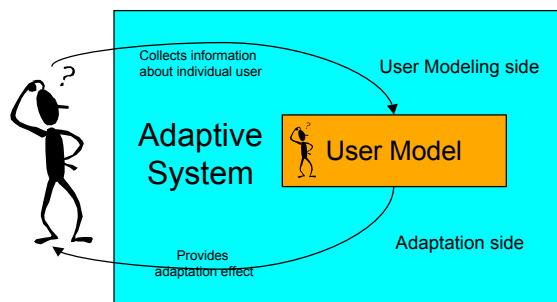 ?
Collects information
about individual user
User Modeling side
Adaptive
System
?
User Model
Adaptation side
Provides
adaptation effect